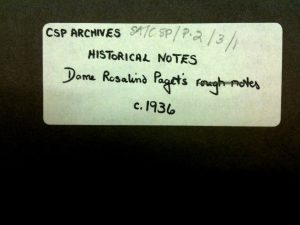 CSP ARCHIVES SA/CSP/P.2/3/1
HISTORICAL NOTES
Dame Rosalind Paget's rough notes
c.1936